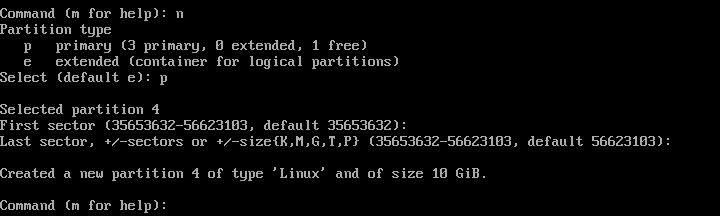 Command (m for help): n
Partition type
   p   primary (3 primary, 0 extended, 1 free)
   e   extended (container for logical partitions)
Select (default e): p

Selected partition 4
First sector (35653632-56623103, default 35653632):
Last sector, +/-sectors or +/-size{K,M,G,T,P} (35653632-56623103, default 56623103):

Created a new partition 4 of type 'Linux' and of size 10 GiB.

Command (m for help):